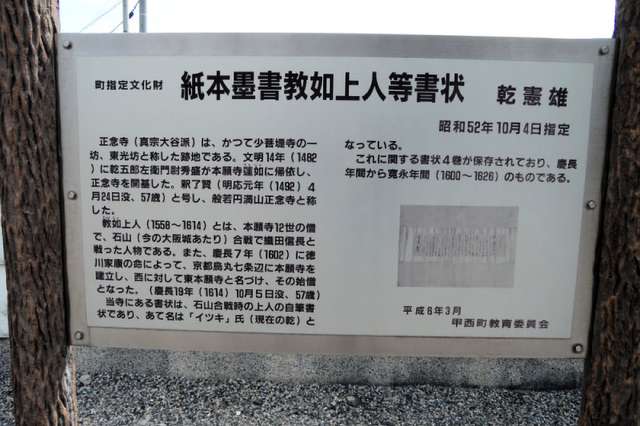 町指定文化財 紙本墨書教如上人等書状 乾憲雄
昭和52年10月4日指定
正念寺（真宗大谷派）は、かつて少菩堤寺の一
坊、東光坊と称した跡地である。文明14年（1482
）に乾五郎左衛門尉秀盛が本願寺蓮如に帰依し、
正念寺を開基した。釈了賢（明応元年（1492）4
月24日没、57歳）と号し、般若円満山正念寺と称
した。
教如上人（1558～1614）とは、本願寺12世の僧
で、石山（今の大阪城あたり）合戦で織田信長と
戦った人物である。また、慶長7年（1602）に徳
川家康の命によって、京都烏丸七条辺に本願寺を
建立し、西に対して東本願寺と名づけ、その始僧
となった。（慶長19年（1614）10月5日没、57歳）
当寺にある書状は、石山合戦時の上人の自筆書
状であり、あて名は「イツキ」氏（現在の乾）と
なっている。
これに関する書状4巻が保存されており、慶長
年間から寛永年間（1600～1626）のものである。
平成6年3月
甲西町教育委員会